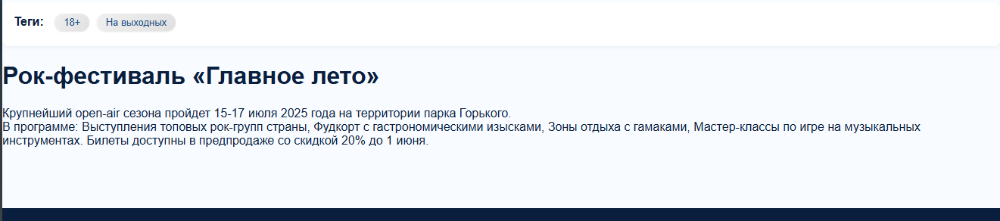 Теги: 18+ На выходных
Рок-фестиваль «Главное лето»
Крупнейший open-air сезона пройдет 15-17 июля 2025 года на территории парка Горького.
В программе: Выступления топовых рок-групп страны, Фудкорт с гастрономическими изысками, Зоны отдыха с гамаками, Мастер-классы по игре на музыкальных
инструментах. Билеты доступны в предпродаже со скидкой 20% до 1 июня.